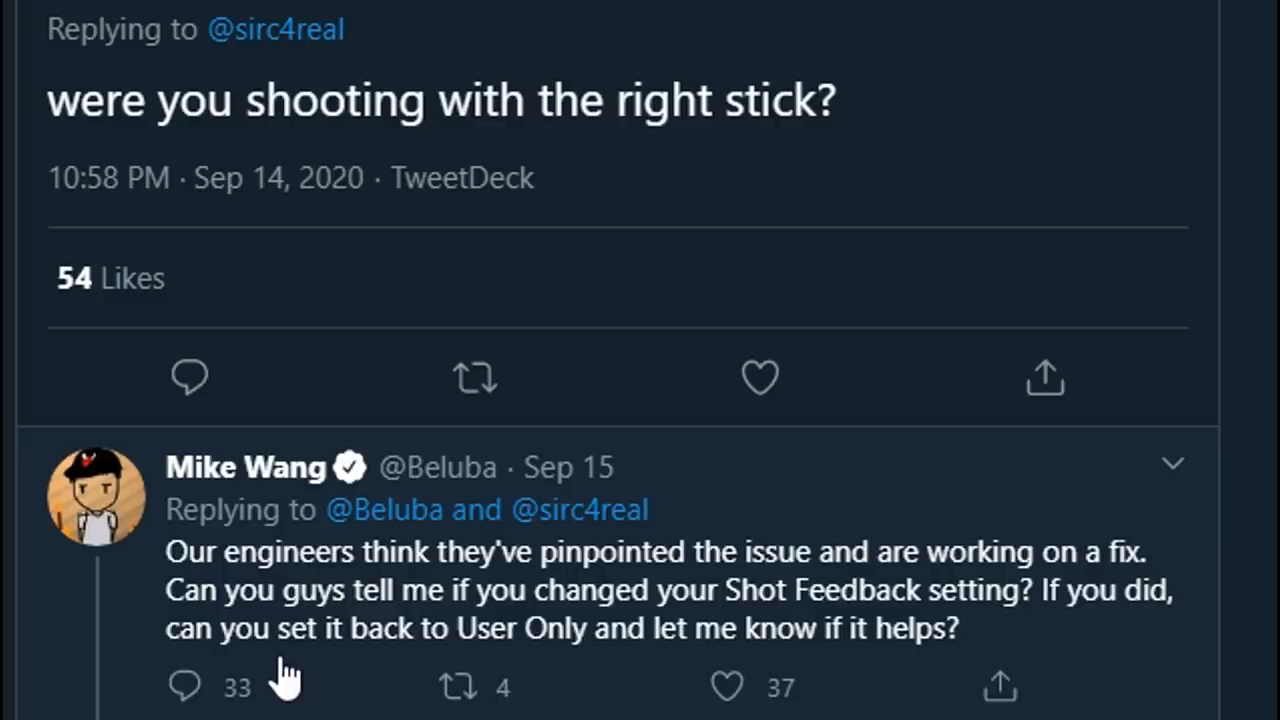 Replying to @sirc4real
were you shooting with the right stick?
10:58 PM · Sep 14, 2020 · TweetDeck
54 Likes
Mike Wang @Beluba · Sep 15
Replying to @Beluba and @sirc4real
Our engineers think they've pinpointed the issue and are working on a fix.
Can you guys tell me if you changed your Shot Feedback setting? If you did,
can you set it back to User Only and let me know if it helps?
33 4 37